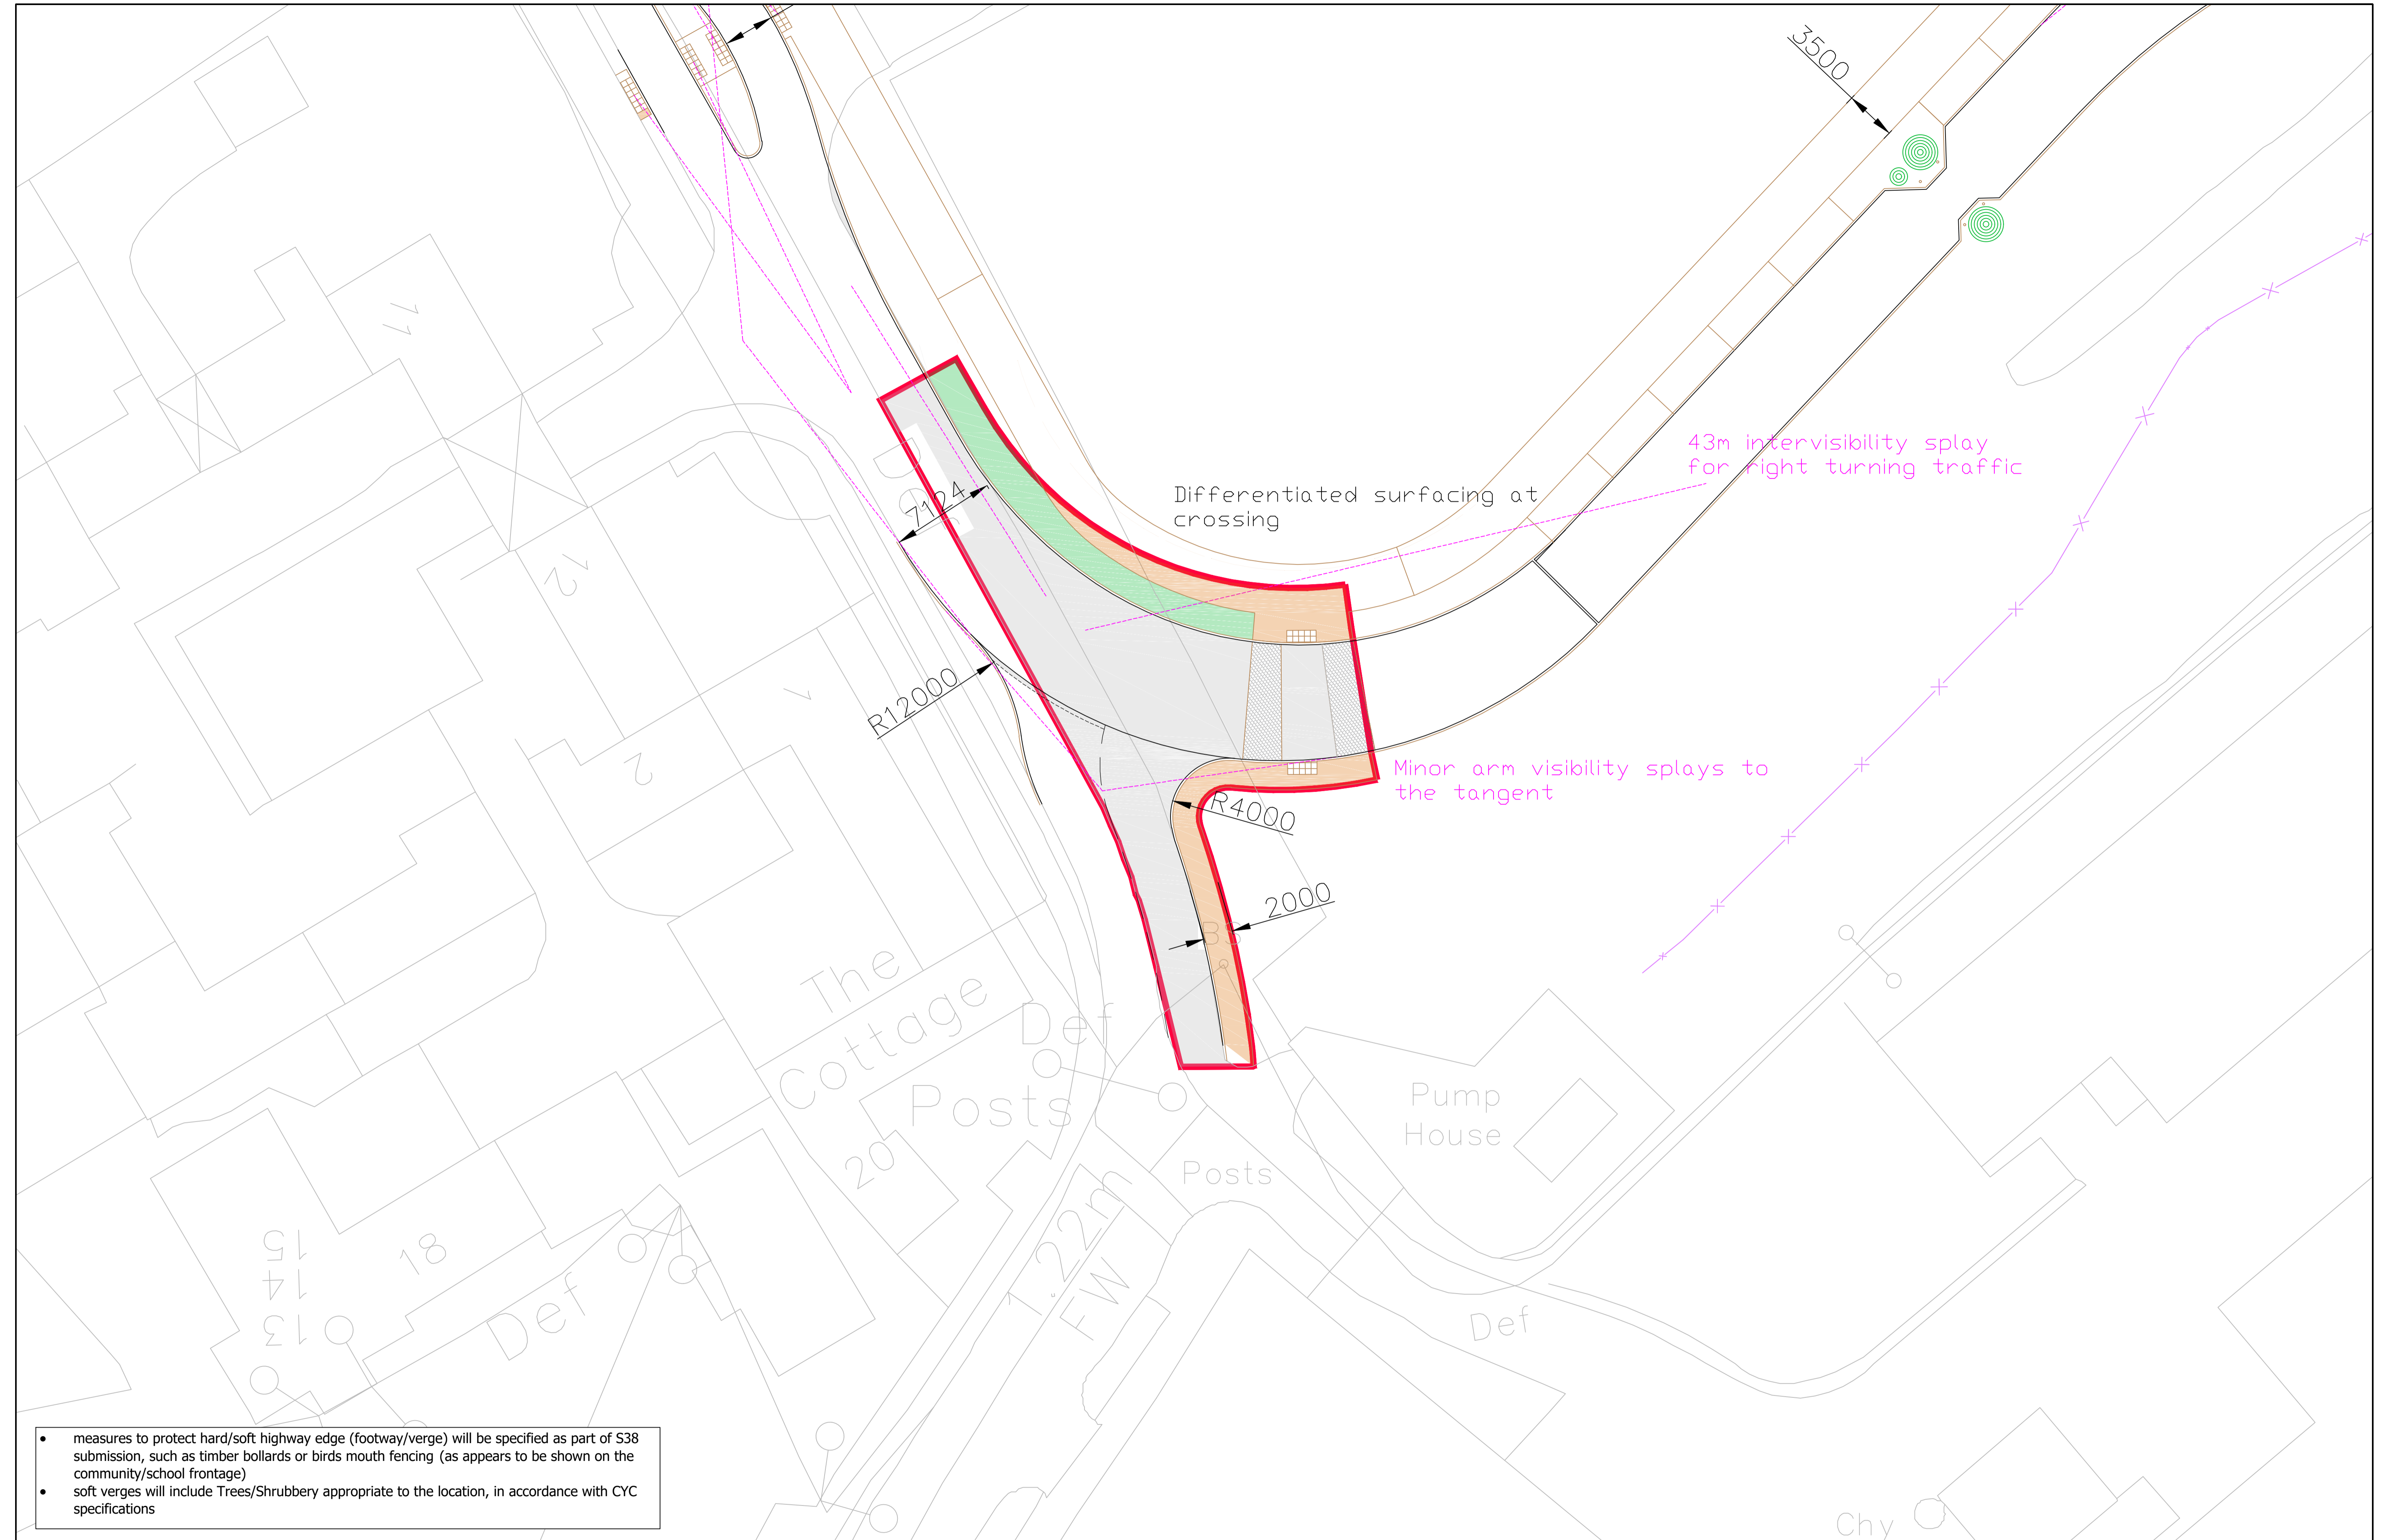 3500
43m intervisibility splay
for right turning traffic
Differentiated surfacing at
crossing
7124
R12000
Minor arm visibility splays to
the tangent
R4000
2000
BS
11
12
1
2
The
Cottage
20
Def
Posts
Pump
House
Posts
1.22m
FW
15
14
13
18
Def
Def
Chy
• measures to protect hard/soft highway edge (footway/verge) will be specified as part of S38
submission, such as timber bollards or birds mouth fencing (as appears to be shown on the
community/school frontage)
• soft verges will include Trees/Shrubbery appropriate to the location, in accordance with CYC
specifications